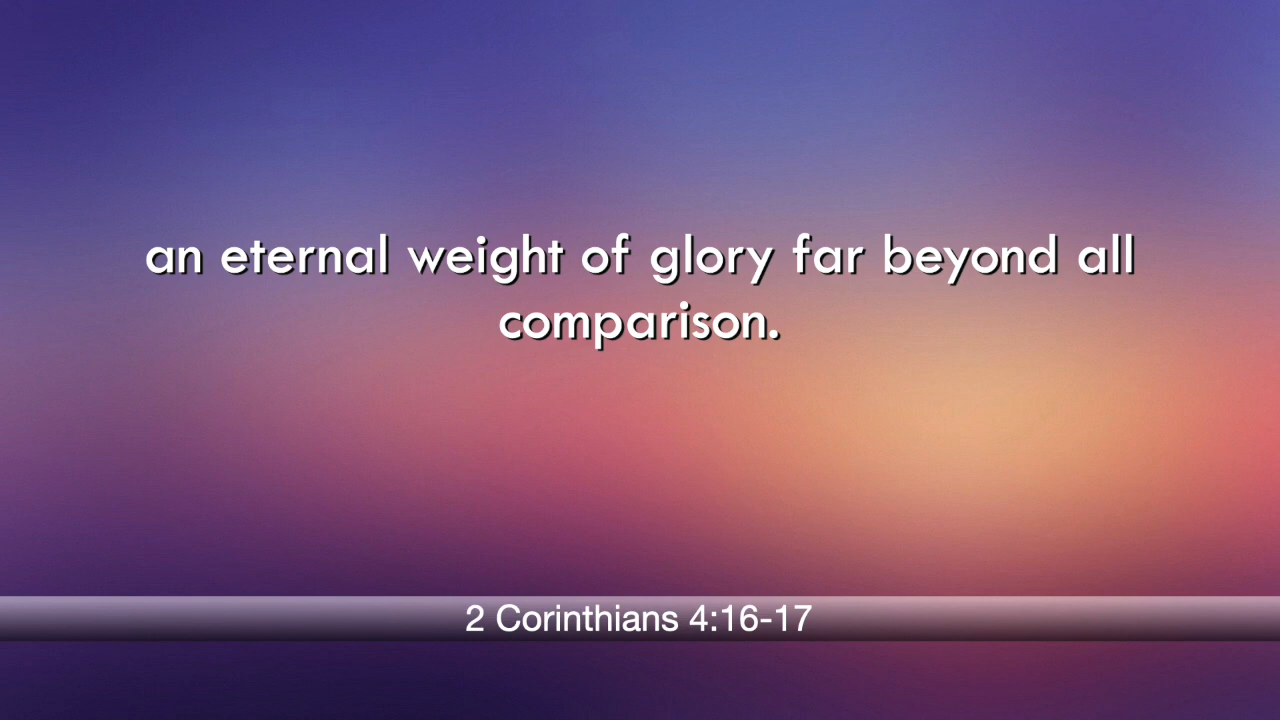 an eternal weight of glory far beyond all
comparison.
2 Corinthians 4:16-17